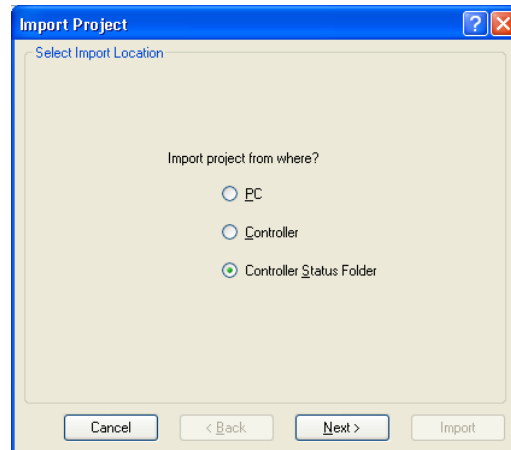 Import Project
Select Import Location
Import project from where?
PC
Controller
Controller Status Folder
Cancel
< Back
Next >
Import